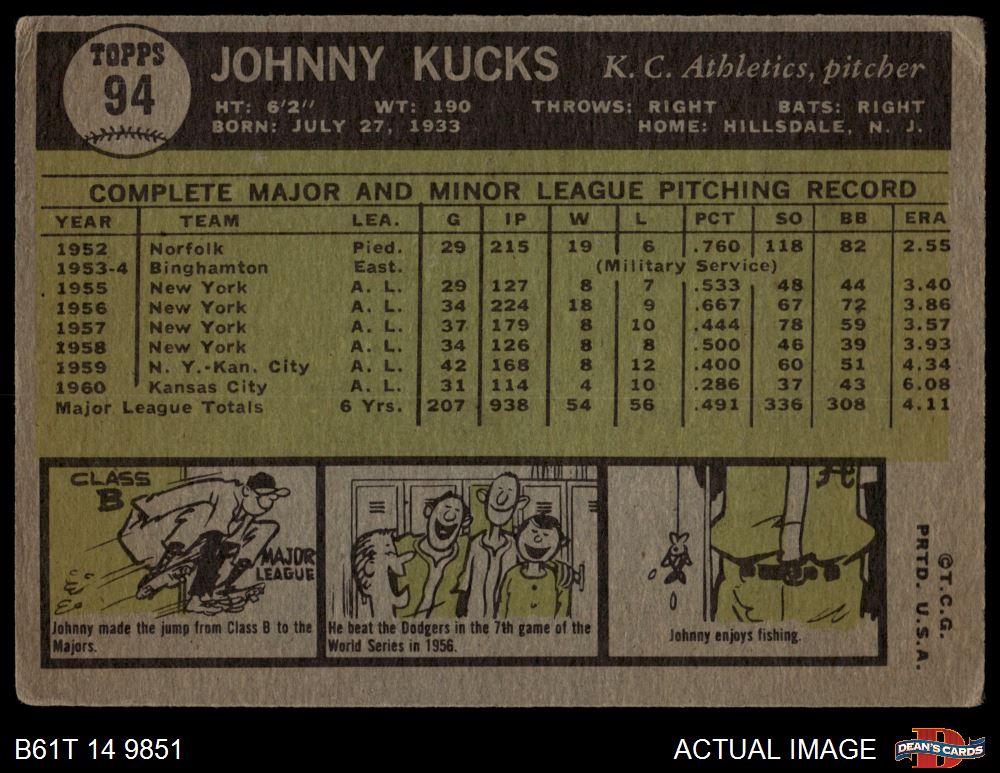 TOPPS
94
JOHNNY KUCKS K. C. Athletics, pitcher
HT: 6'2" WT: 190 THROWS: RIGHT BATS: RIGHT
BORN: JULY 27, 1933 HOME: HILLSDALE, N. J.
COMPLETE MAJOR AND MINOR LEAGUE PITCHING RECORD
YEAR TEAM LEA. G IP W L PCT SO BB ERA
1952 Norfolk Pied. 29 215 19 6 .760 118 82 2.55
1953-4 Binghamton East. (Military Service)
1955 New York A. L. 29 127 8 7 .533 48 44 3.40
1956 New York A. L. 34 224 18 9 .667 67 72 3.86
1957 New York A. L. 37 179 8 10 .444 78 59 3.57
1958 New York A. L. 34 126 8 8 .500 46 39 3.93
1959 N. Y.-Kan. City A. L. 42 168 8 12 .400 60 51 4.34
1960 Kansas City A. L. 31 114 4 10 .286 37 43 6.08
Major League Totals 6 Yrs. 207 938 54 56 .491 336 308 4.11
CLASS
B
MAJOR
LEAGUE
Johnny made the jump from Class B to the
Majors.
He beat the Dodgers in the 7th game of the
World Series in 1956.
A
Johnny enjoys fishing.
©T.C.G.
PRTD. U.S.A.
B61T 14 9851
ACTUAL IMAGE
D
DEAN'S CARDS